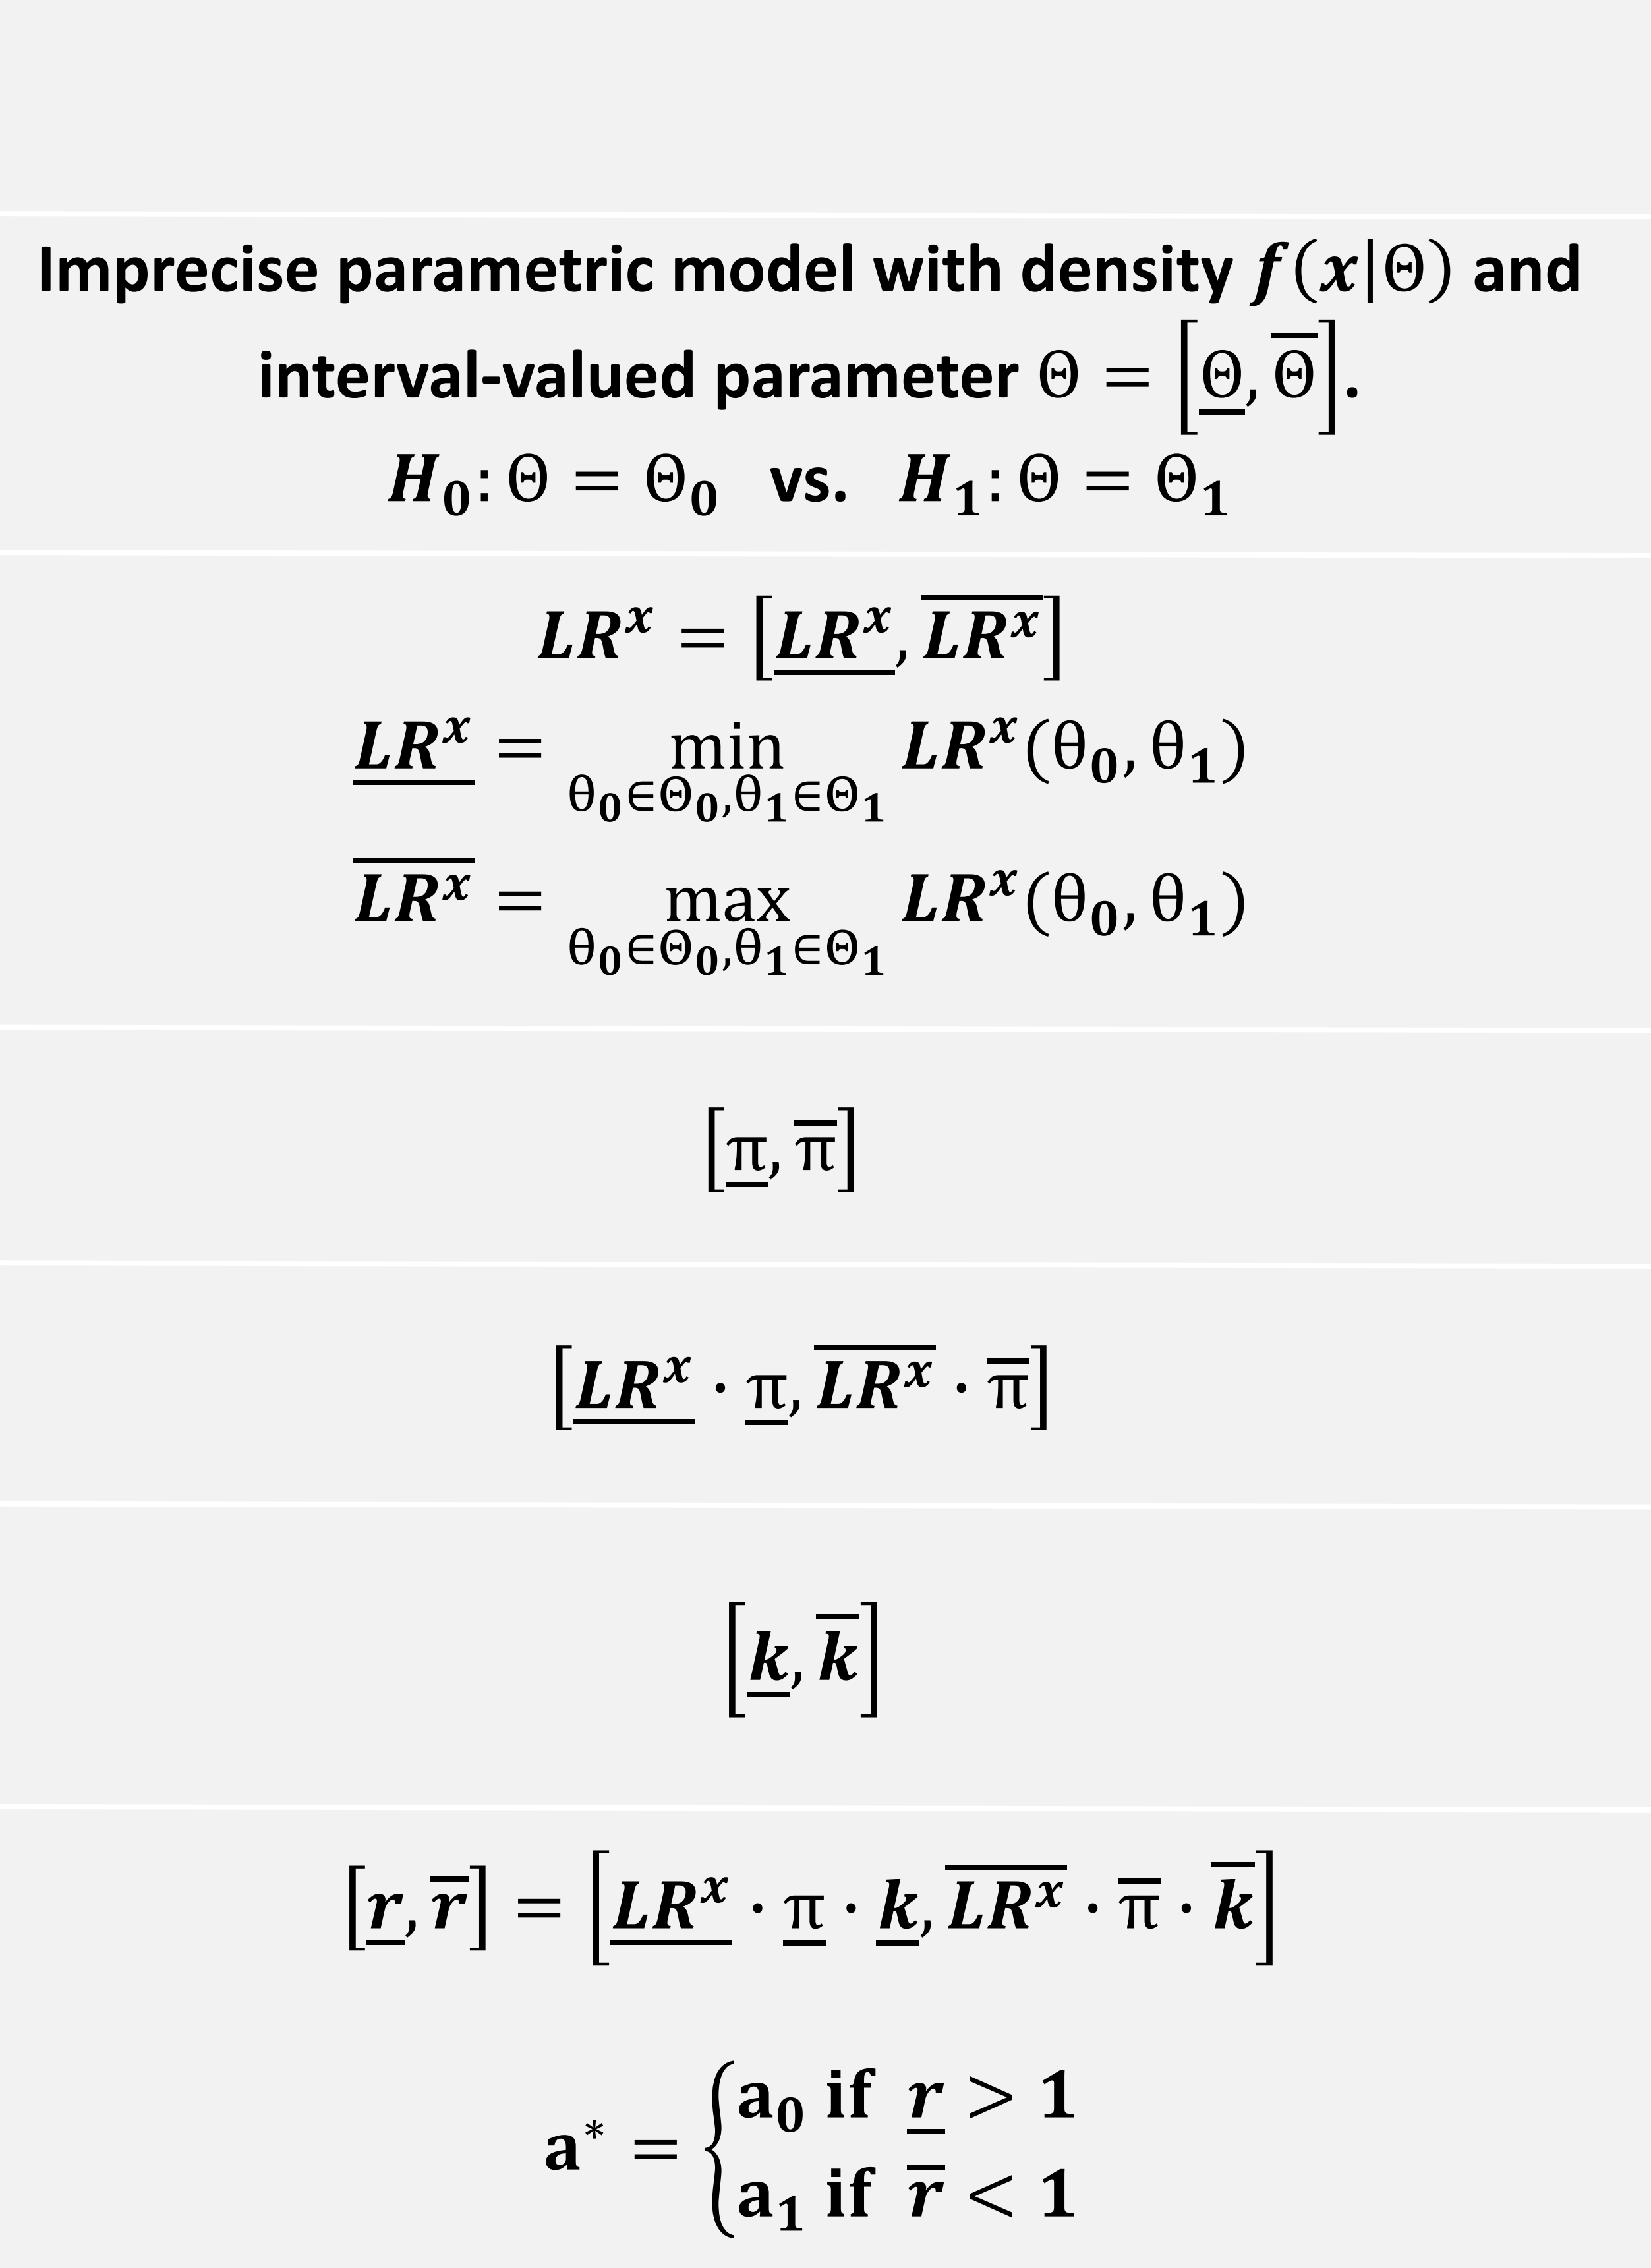 Imprecise parametric model with density f(x|Θ) and
interval-valued parameter Θ = [Θ̲, Θ̅].
H₀: Θ = Θ₀ vs. H₁: Θ = Θ₁
LRˣ = [L̲R̲ˣ̲, L̅R̅ˣ̅]
L̲R̲ˣ̲ = min LRˣ(θ₀, θ₁)
θ₀∈Θ₀,θ₁∈Θ₁
L̅R̅ˣ̅ = max LRˣ(θ₀, θ₁)
θ₀∈Θ₀,θ₁∈Θ₁
[π̲, π̅]
[L̲R̲ˣ̲ · π̲, L̅R̅ˣ̅ · π̅]
[k̲, k̅]
[r̲, r̅] = [L̲R̲ˣ̲ · π̲ · k̲, L̅R̅ˣ̅ · π̅ · k̅]
a* = { a₀ if r̲ > 1
a₁ if r̅ < 1